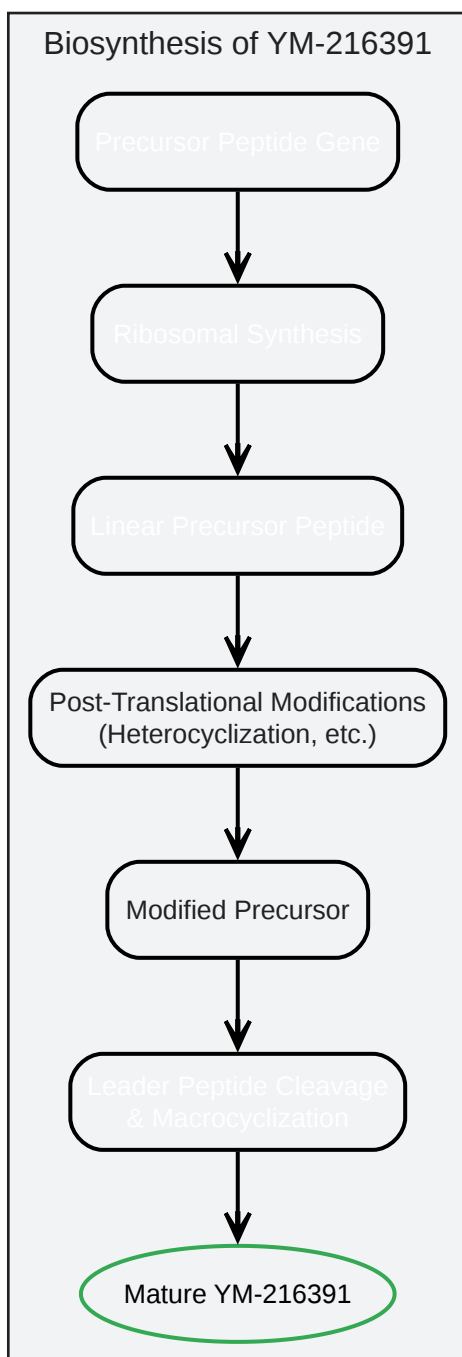 Biosynthesis of YM-216391
Precursor Peptide Gene
Ribosomal Synthesis
Linear Precursor Peptide
Post-Translational Modifications
(Heterocyclization, etc.)
Modified Precursor
Leader Peptide Cleavage
& Macrocyclization
Mature YM-216391